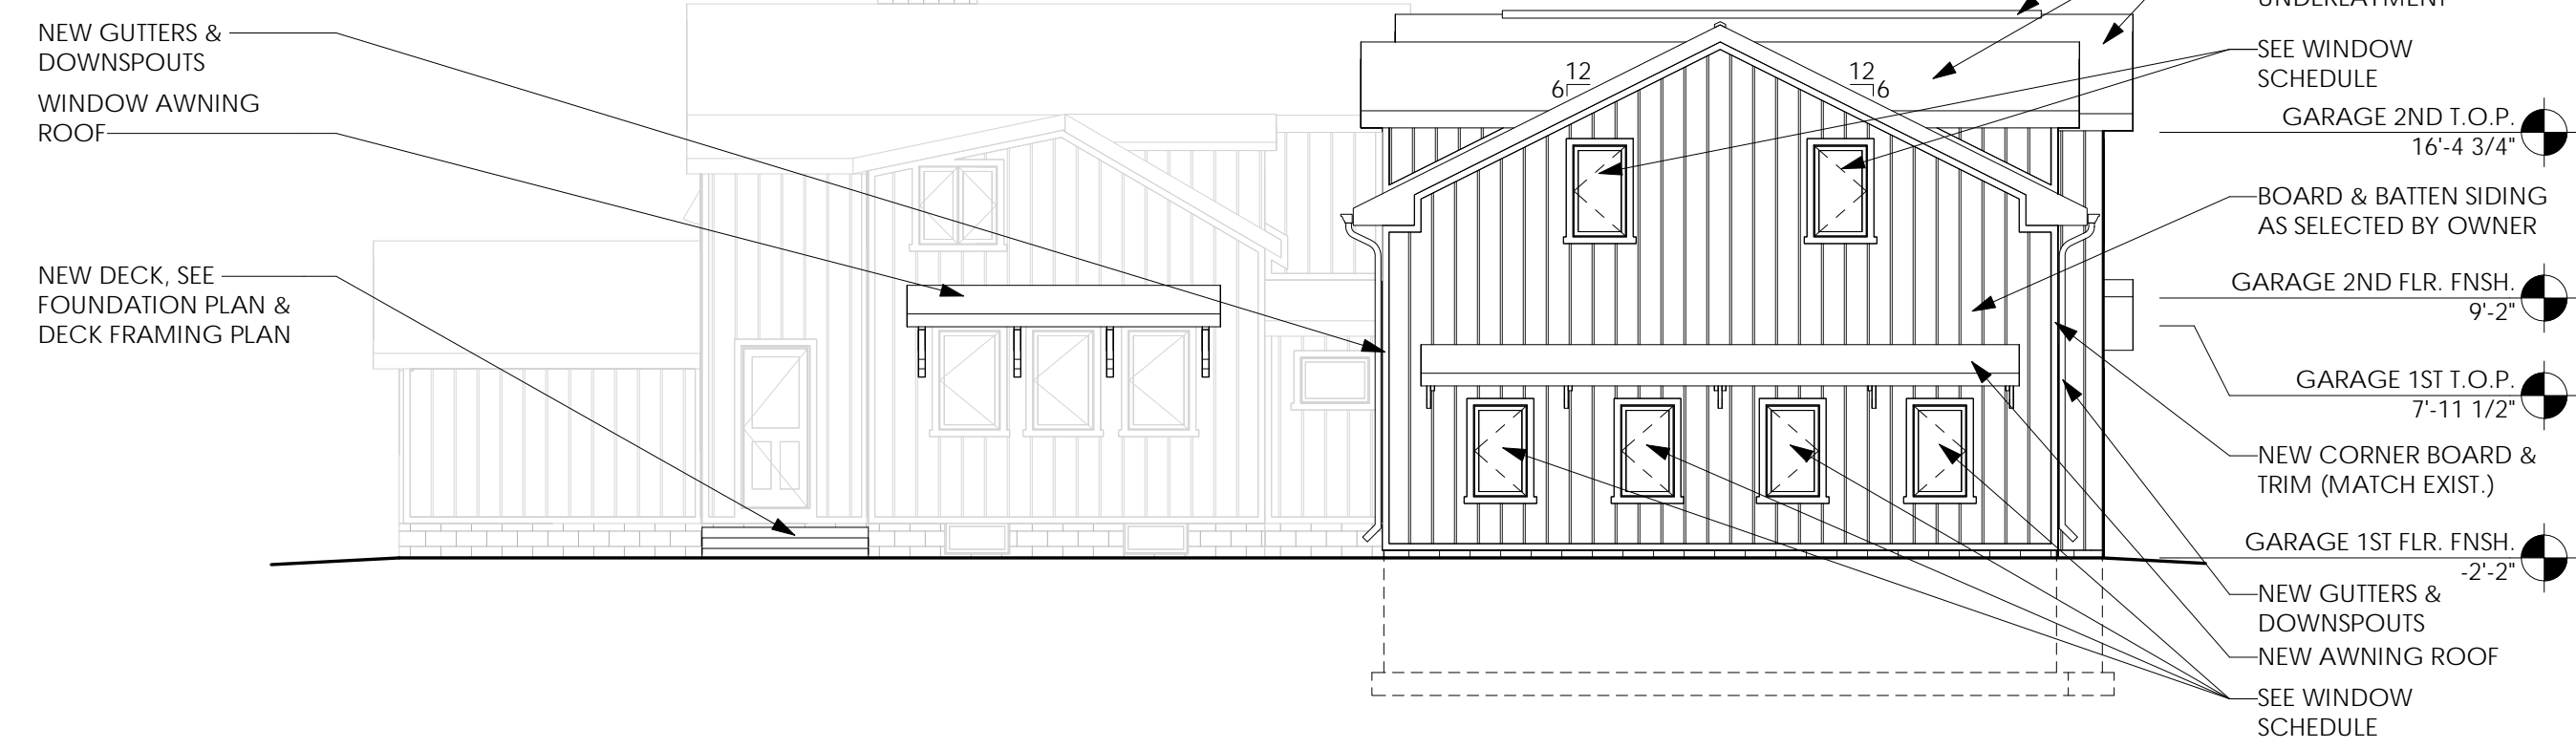 NEW GUTTERS &
DOWNSPOUTS
WINDOW AWNING
ROOF
NEW DECK, SEE
FOUNDATION PLAN &
DECK FRAMING PLAN
12
6
12
6
UNDERLAYMENT
SEE WINDOW
SCHEDULE
GARAGE 2ND T.O.P.
16'-4 3/4"
BOARD & BATTEN SIDING
AS SELECTED BY OWNER
GARAGE 2ND FLR. FNSH.
9'-2"
GARAGE 1ST T.O.P.
7'-11 1/2"
NEW CORNER BOARD &
TRIM (MATCH EXIST.)
GARAGE 1ST FLR. FNSH.
-2'-2"
NEW GUTTERS &
DOWNSPOUTS
NEW AWNING ROOF
SEE WINDOW
SCHEDULE